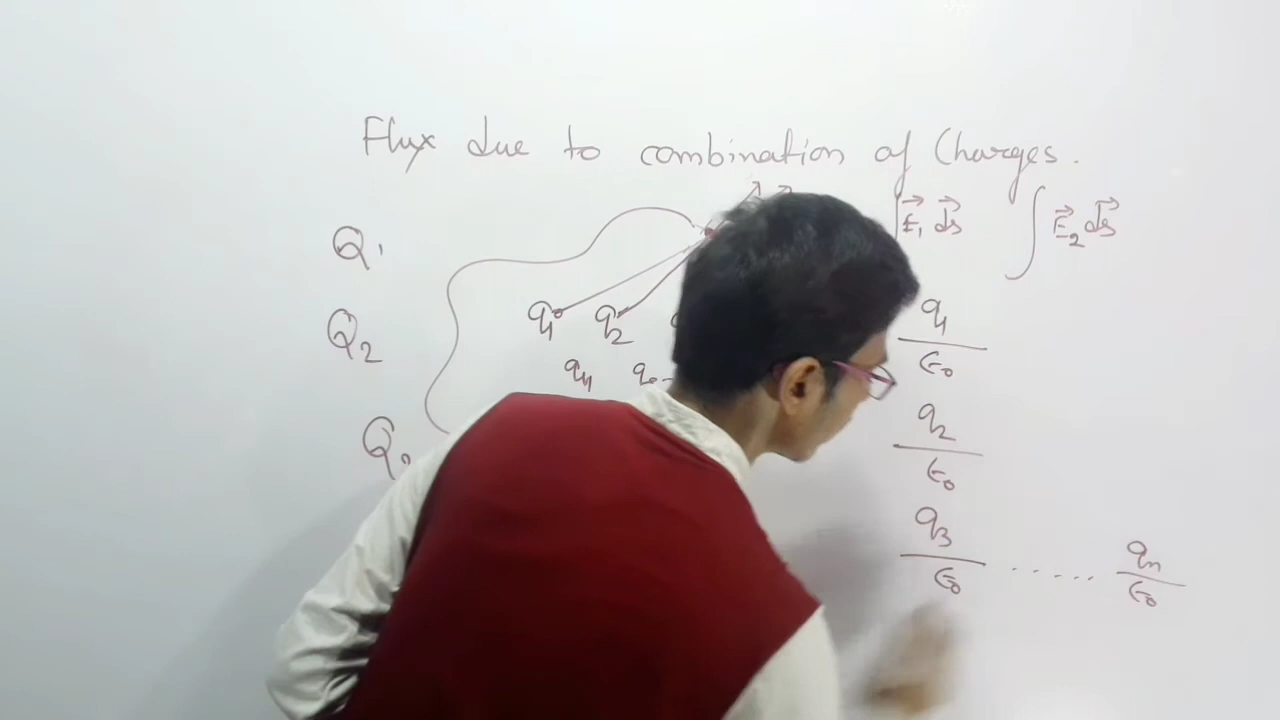 Flux due to combination of Charges.
Q1
E⃗1 ds⃗ ∫ E⃗2 ds⃗
q1 q2
q1/ϵ0
Q2
q4
q2/ϵ0
Q
q3/ϵ0 ...... qn/ϵ0